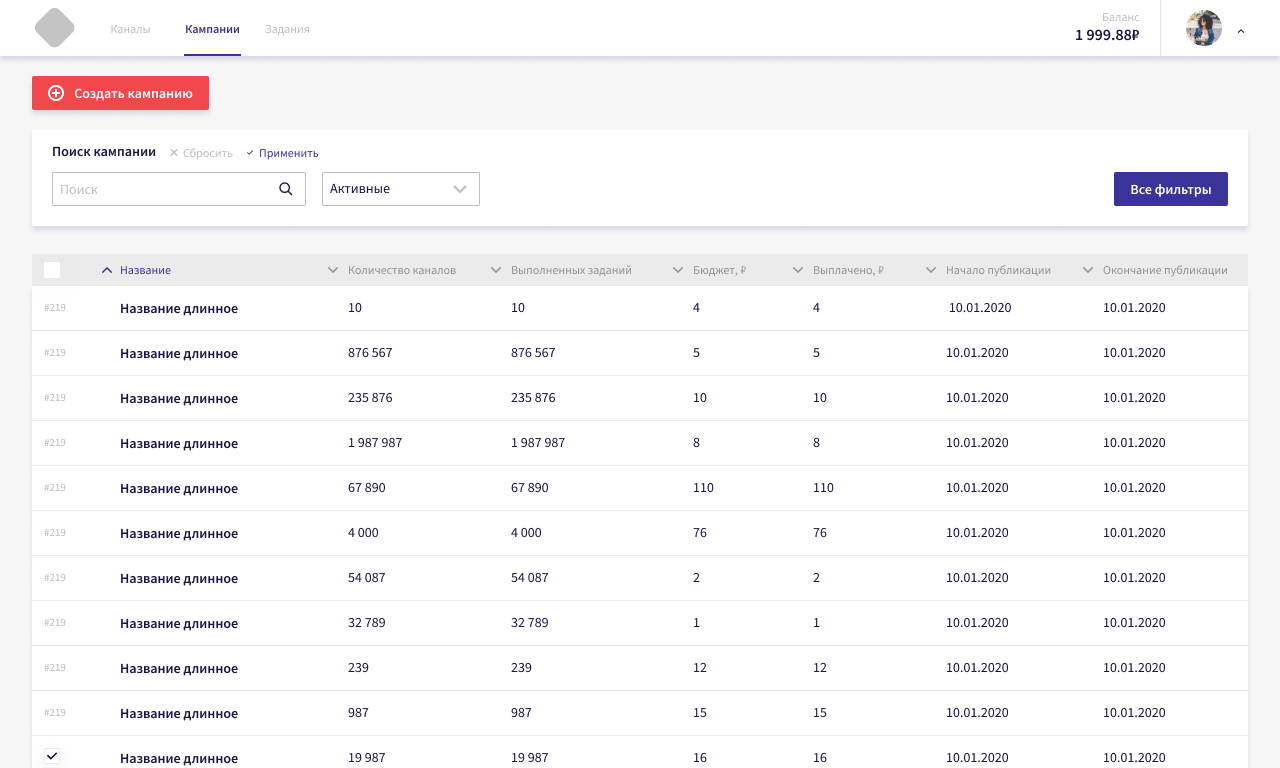 Каналы Кампании Задания Баланс
1 999.88₽
Создать кампанию
Поиск кампании Сбросить Применить
Поиск Активные Все фильтры
Название Количество каналов Выполненных заданий Бюджет, ₽ Выплачено, ₽ Начало публикации Окончание публикации
#219 Название длинное 10 10 4 4 10.01.2020 10.01.2020
#219 Название длинное 876 567 876 567 5 5 10.01.2020 10.01.2020
#219 Название длинное 235 876 235 876 10 10 10.01.2020 10.01.2020
#219 Название длинное 1 987 987 1 987 987 8 8 10.01.2020 10.01.2020
#219 Название длинное 67 890 67 890 110 110 10.01.2020 10.01.2020
#219 Название длинное 4 000 4 000 76 76 10.01.2020 10.01.2020
#219 Название длинное 54 087 54 087 2 2 10.01.2020 10.01.2020
#219 Название длинное 32 789 32 789 1 1 10.01.2020 10.01.2020
#219 Название длинное 239 239 12 12 10.01.2020 10.01.2020
#219 Название длинное 987 987 15 15 10.01.2020 10.01.2020
Название длинное 19 987 19 987 16 16 10.01.2020 10.01.2020